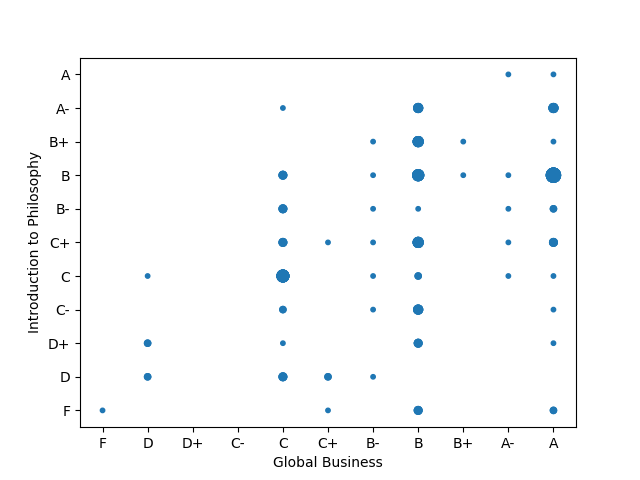 A
A-
B+
B
B-
C+
C
C-
D+
D
F
Introduction to Philosophy
F D D+ C- C C+ B- B B+ A- A
Global Business